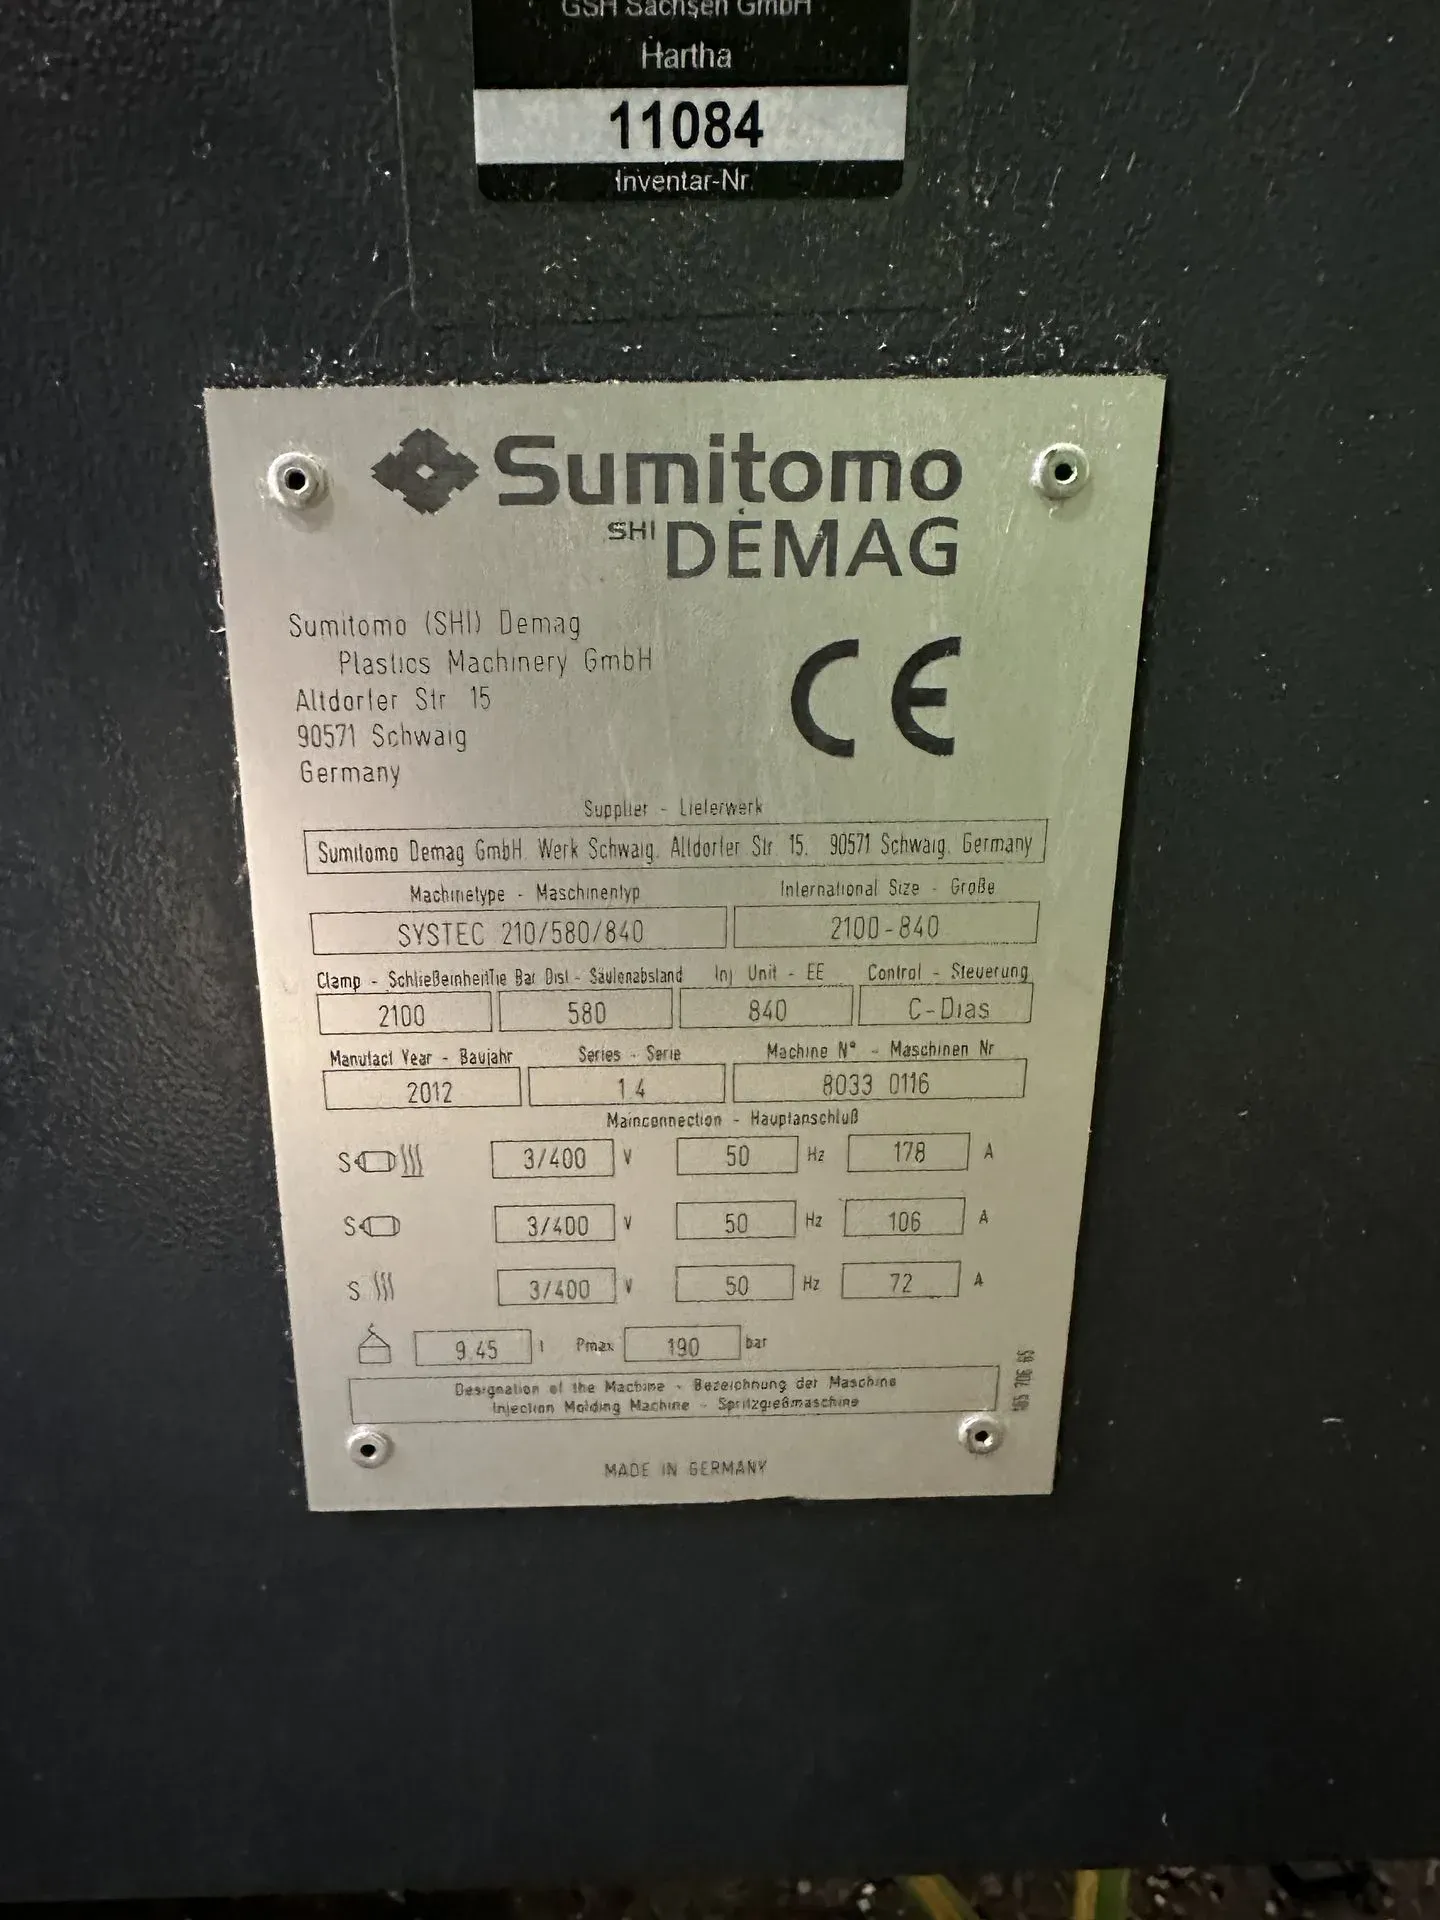 GSH Sachsen GmbH
Hartha
11084
Inventar-Nr.
Sumitomo
SHI DEMAG
Sumitomo (SHI) Demag
Plastics Machinery GmbH
Altdorfer Str 15
90571 Schwaig
Germany
CE
Supplier - Lieferwerk
Sumitomo Demag GmbH. Werk Schwaig. Altdorfer Str 15. 90571 Schwaig. Germany
Machinetype - Maschinentyp International Size - Größe
SYSTEC 210/580/840 2100-840
Clamp - Schließeinheit Tie Bar Dist - Säulenabstand Inj Unit - EE Control - Steuerung
2100 580 840 C-Dias
Manufact Year - Baujahr Series - Serie Machine N° - Maschinen Nr
2012 1 4 8033 0116
Mainconnection - Hauptanschluß
S 3/400 V 50 Hz 178 A
S 3/400 V 50 Hz 106 A
S 3/400 V 50 Hz 72 A
9.45 t Pmax 190 bar
Designation of the Machine - Bezeichnung der Maschine
Injection Molding Machine - Spritzgießmaschine
MADE IN GERMANY